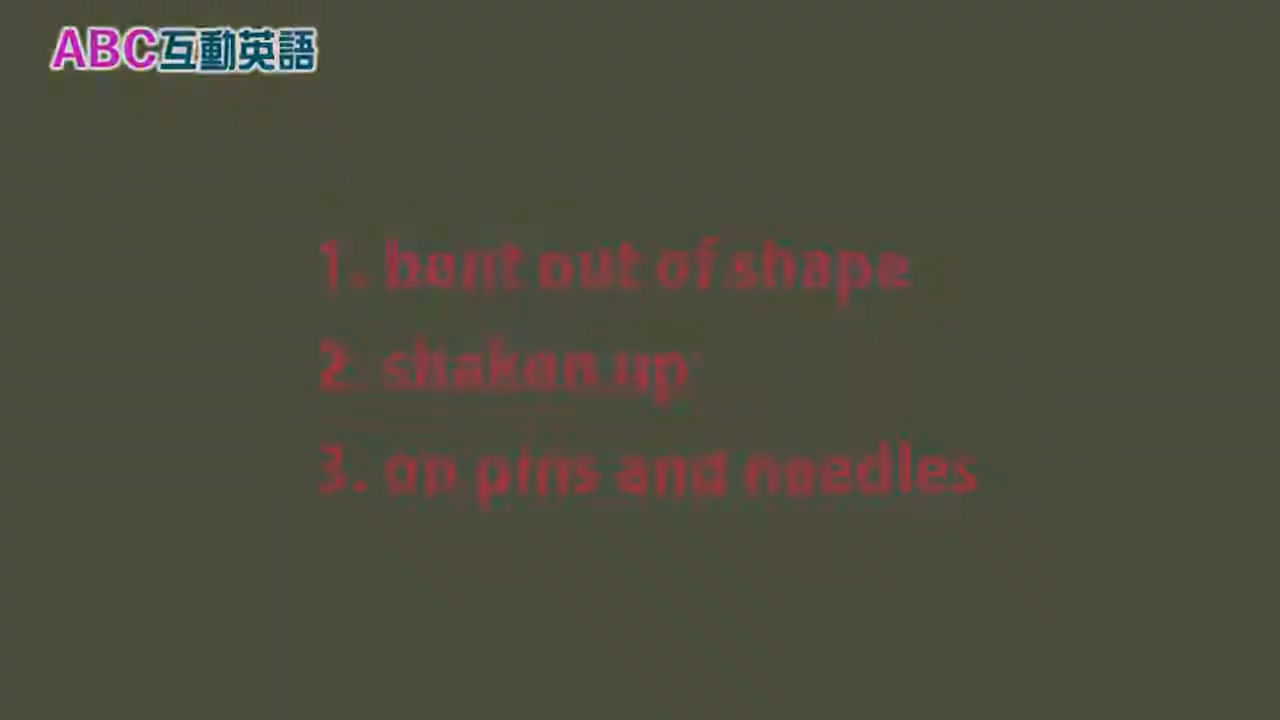 ABC互動英語
1. bent out of shape
2. shaken up
3. on pins and needles